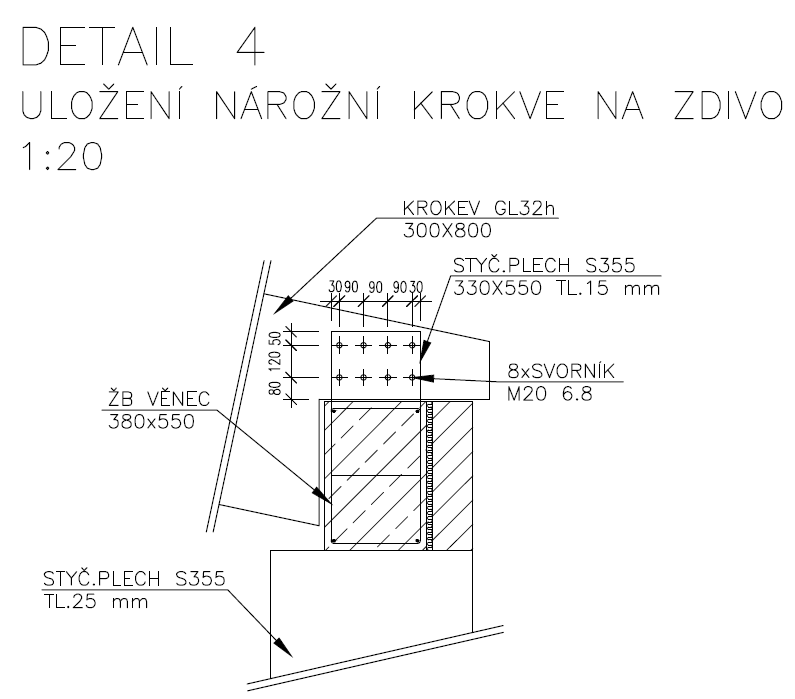 DETAIL 4
ULOŽENÍ NÁROŽNÍ KROKVE NA ZDIVO
1:20
KROKEV GL32h
300X800
STYČ.PLECH S355
330X550 TL.15 mm
30 90 90 90 30
50
120
80
8xSVORNÍK
M20 6.8
ŽB VĚNEC
380x550
STYČ.PLECH S355
TL.25 mm